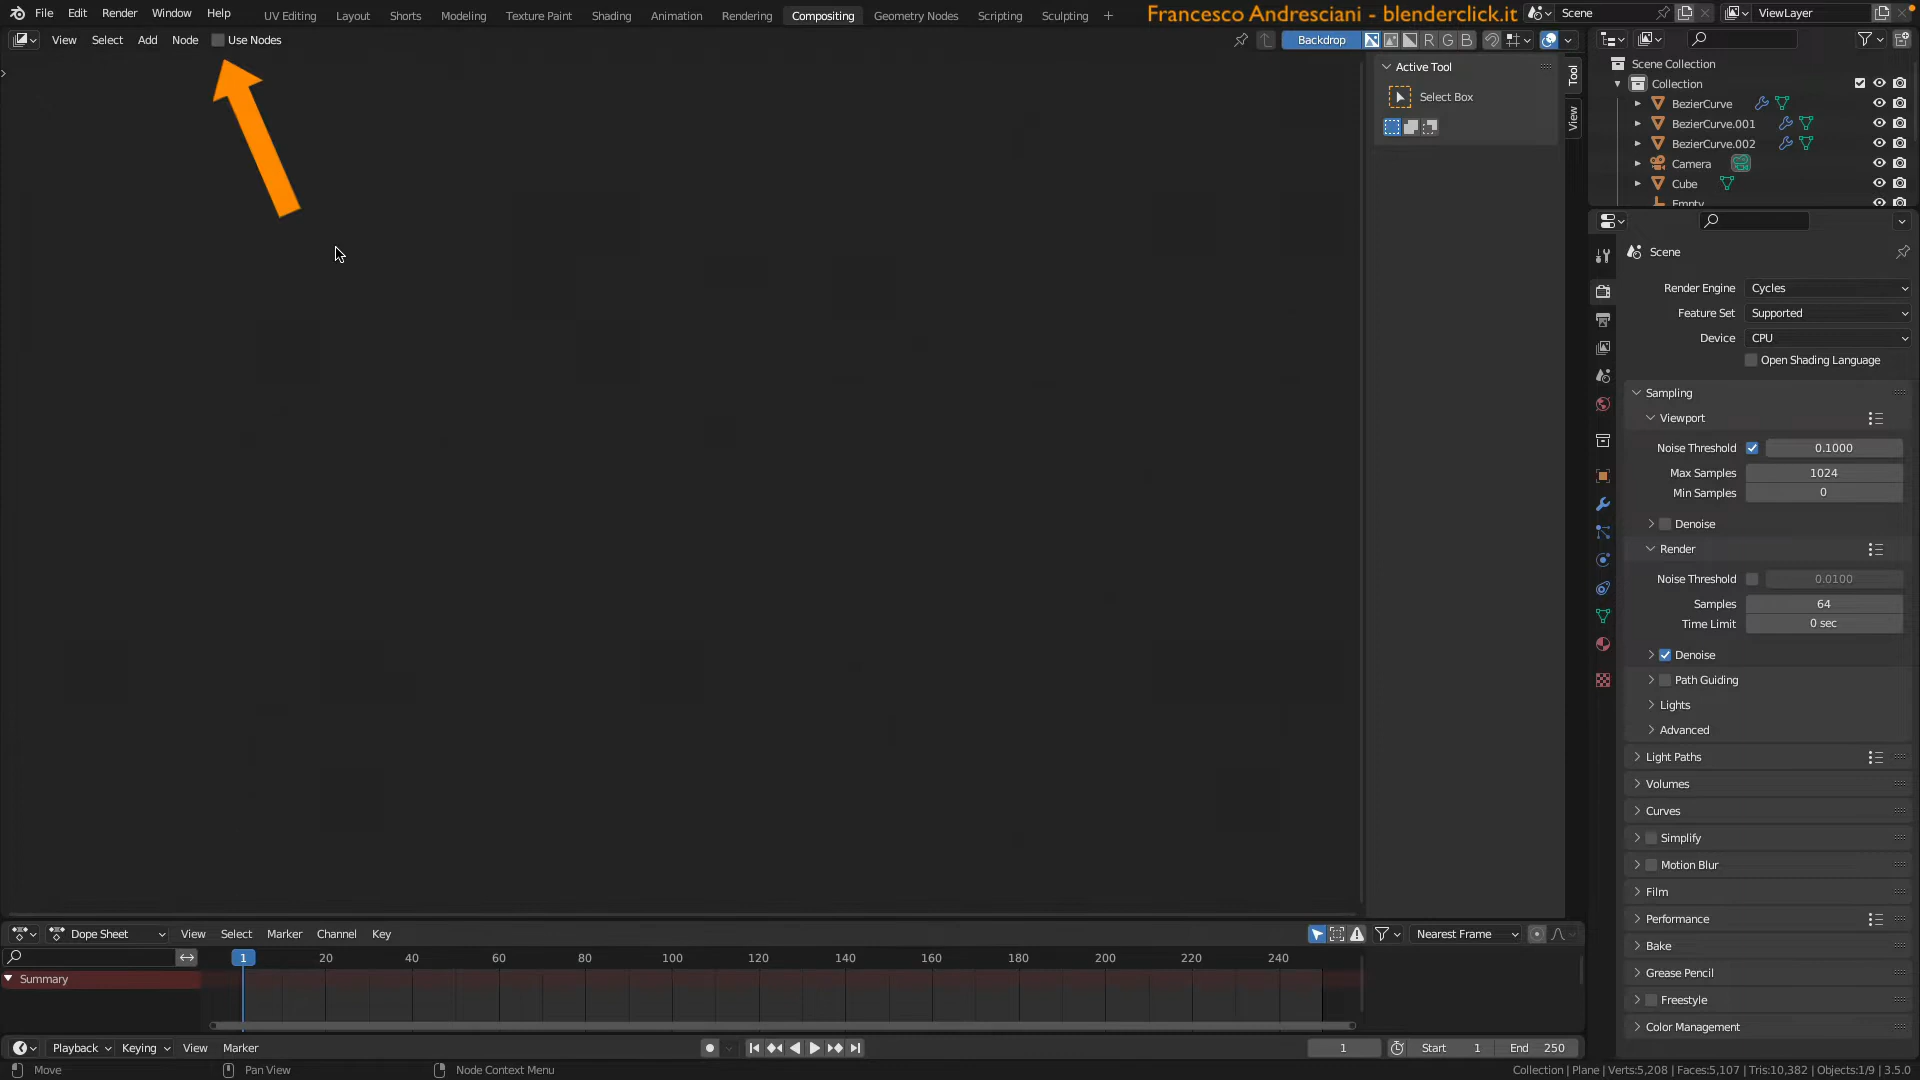 File Edit Render Window Help
UV Editing Layout Shorts Modeling Texture Paint Shading Animation Rendering Compositing Geometry Nodes Scripting Sculpting +
Francesco Andresciani - blenderclick.it
Scene
ViewLayer
View Select Add Node Use Nodes
Backdrop
R G B
Active Tool
Select Box
Tool
View
Scene Collection
Collection
BezierCurve
BezierCurve.001
BezierCurve.002
Camera
Cube
Empty
Scene
Render Engine Cycles
Feature Set Supported
Device CPU
Open Shading Language
Sampling
Viewport
Noise Threshold 0.1000
Max Samples 1024
Min Samples 0
Denoise
Render
Noise Threshold 0.0100
Samples 64
Time Limit 0 sec
Denoise
Path Guiding
Lights
Advanced
Light Paths
Volumes
Curves
Simplify
Motion Blur
Film
Performance
Bake
Grease Pencil
Freestyle
Color Management
Dope Sheet View Select Marker Channel Key
Nearest Frame
1 20 40 60 80 100 120 140 160 180 200 220 240
Summary
Playback Keying View Marker
1 Start 1 End 250
Move Pan View Node Context Menu
Collection | Plane | Verts:5,208 | Faces:5,107 | Tris:10,382 | Objects:1/9 | 3.5.0